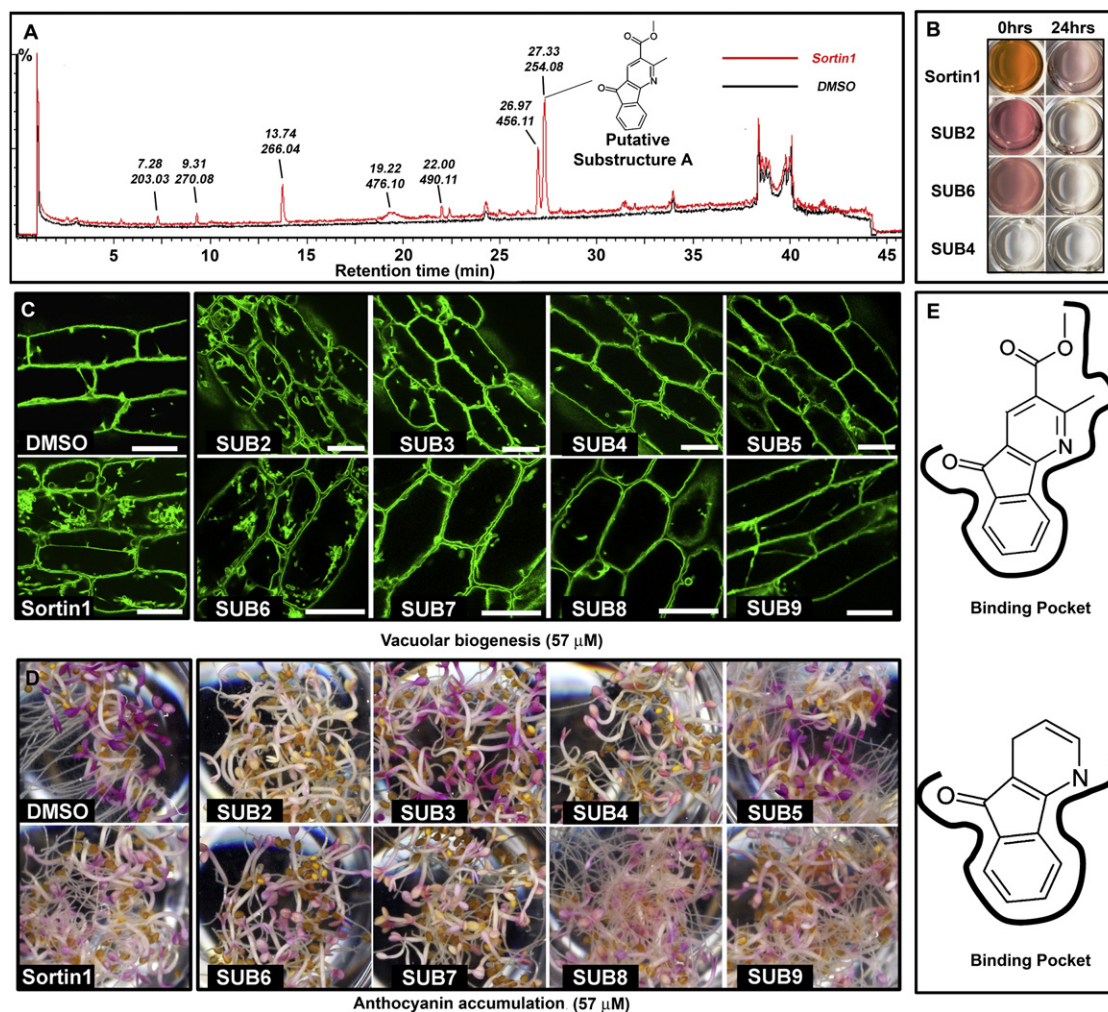 A
%
7.28
203.03
9.31
270.08
13.74
266.04
19.22
476.10
22.00
490.11
26.97
456.11
27.33
254.08
O
O
N
O
Putative
Substructure A
Sortin1
DMSO
5
10
15
20
25
30
35
40
45
Retention time (min)
B
0hrs
24hrs
Sortin1
SUB2
SUB6
SUB4
C
DMSO
SUB2
SUB3
SUB4
SUB5
Sortin1
SUB6
SUB7
SUB8
SUB9
Vacuolar biogenesis (57 μM)
D
DMSO
SUB2
SUB3
SUB4
SUB5
Sortin1
SUB6
SUB7
SUB8
SUB9
Anthocyanin accumulation (57 μM)
E
O
O
N
O
Binding Pocket
O
N
Binding Pocket